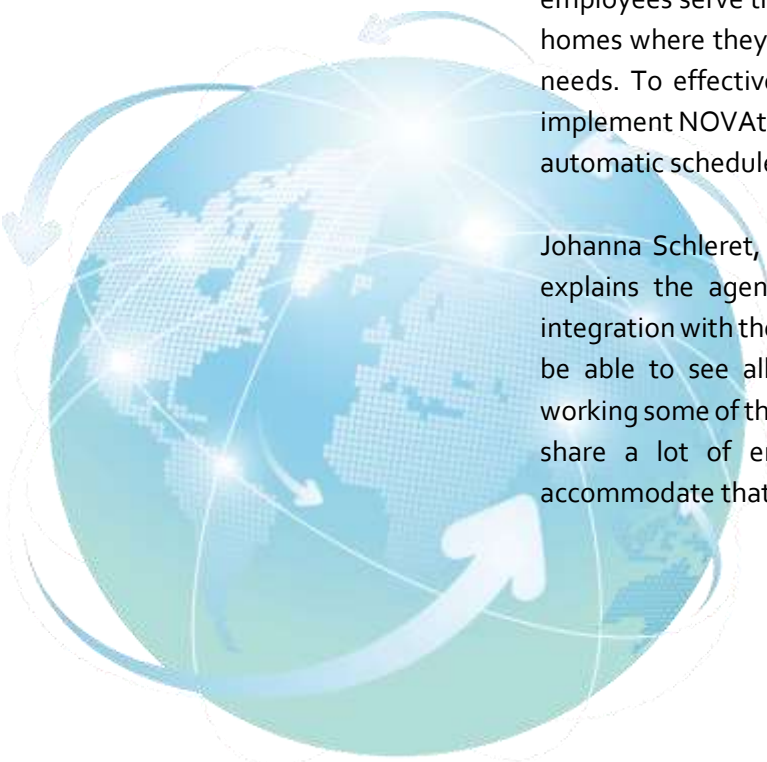 employees serve th
homes where they
needs. To effective
implement NOVAt
automatic schedule
Johanna Schleret,
explains the agen
integration with the
be able to see all
working some of th
share a lot of e
accommodate that